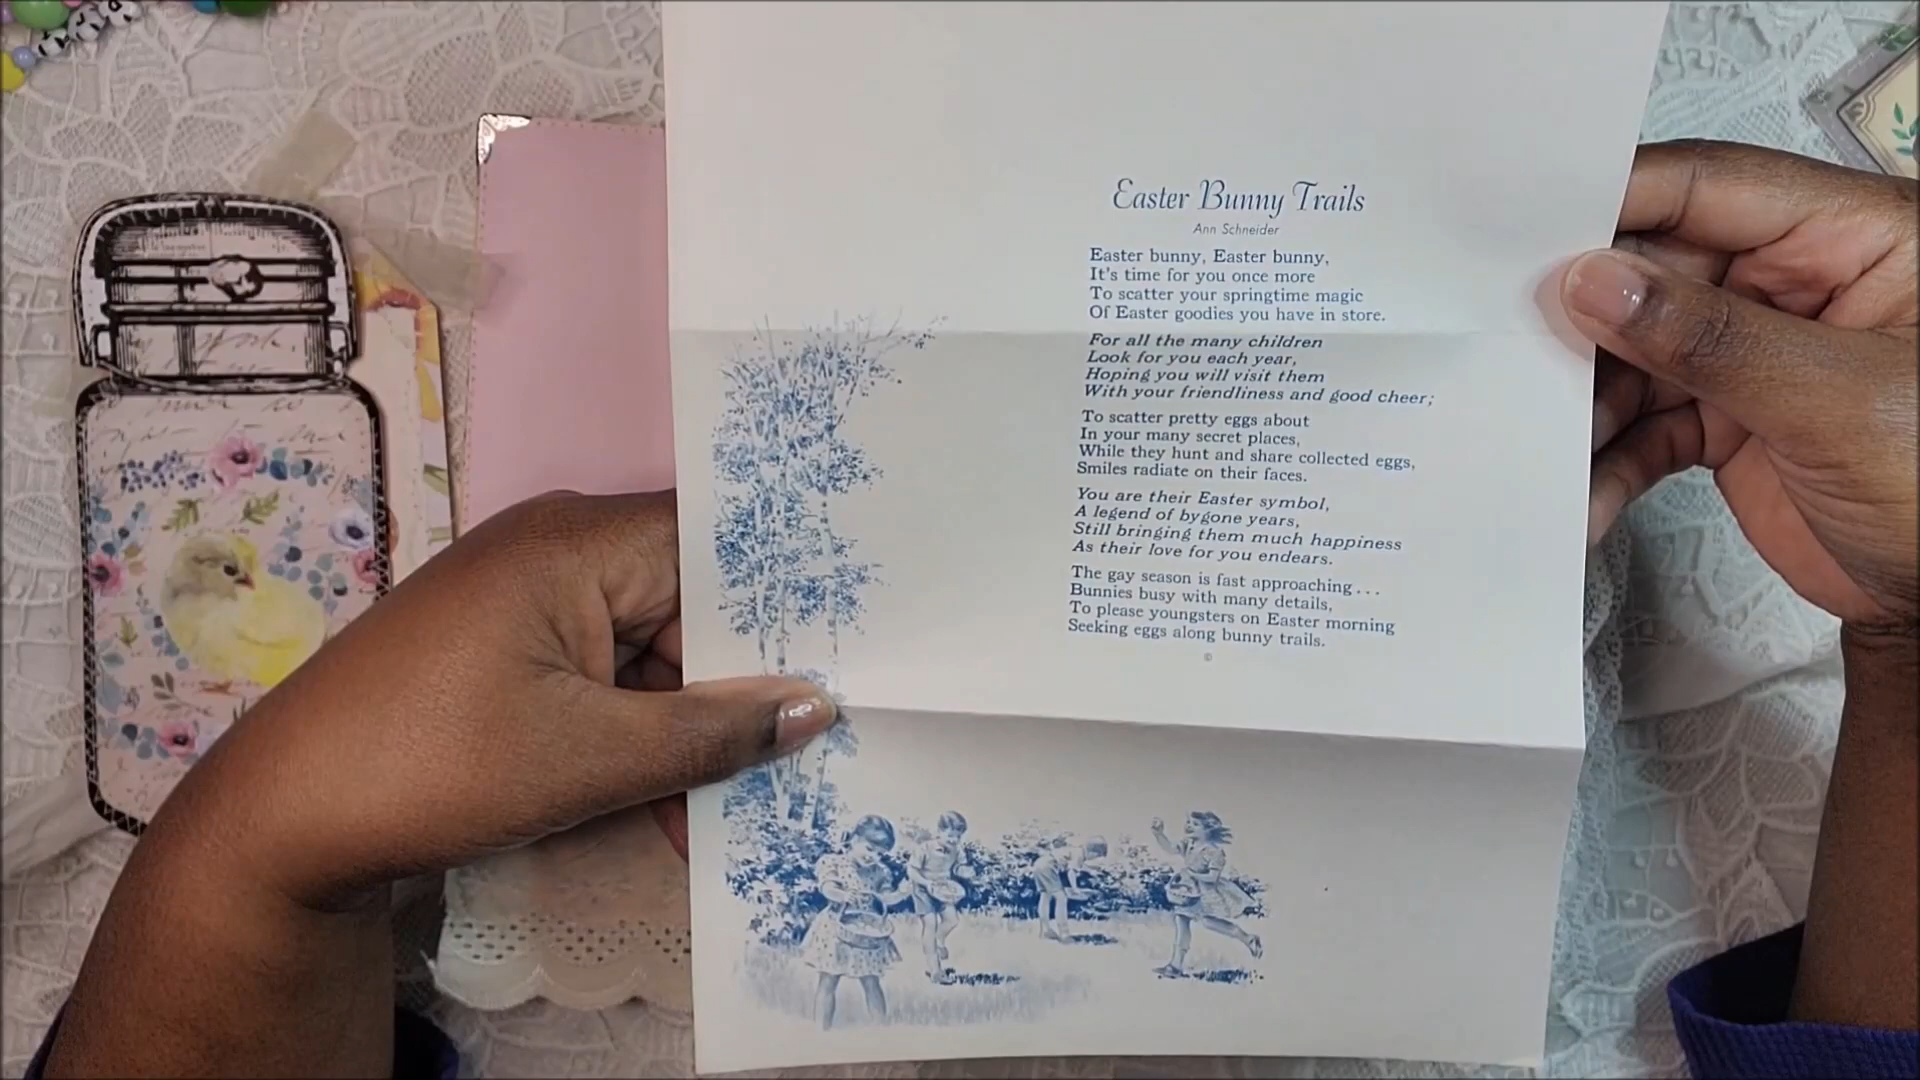 Easter Bunny Trails
Ann Schneider
Easter bunny, Easter bunny,
It's time for you once more
To scatter your springtime magic
Of Easter goodies you have in store.
For all the many children
Look for you each year,
Hoping you will visit them
With your friendliness and good cheer;
To scatter pretty eggs about
In your many secret places,
While they hunt and share collected eggs,
Smiles radiate on their faces.
You are their Easter symbol,
A legend of bygone years,
Still bringing them much happiness
As their love for you endears.
The gay season is fast approaching...
Bunnies busy with many details,
To please youngsters on Easter morning
Seeking eggs along bunny trails.
©